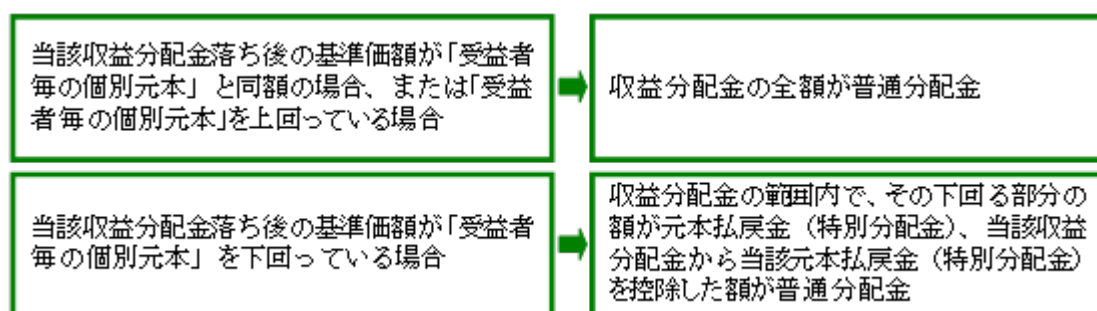 当該収益分配金落ち後の基準価額が「受益者
毎の個別元本」と同額の場合、または「受益
者毎の個別元本」を上回っている場合
収益分配金の全額が普通分配金
当該収益分配金落ち後の基準価額が「受益者
毎の個別元本」を下回っている場合
収益分配金の範囲内で、その下回る部分の
額が元本払戻金（特別分配金）、当該収益
分配金から当該元本払戻金（特別分配金）
を控除した額が普通分配金